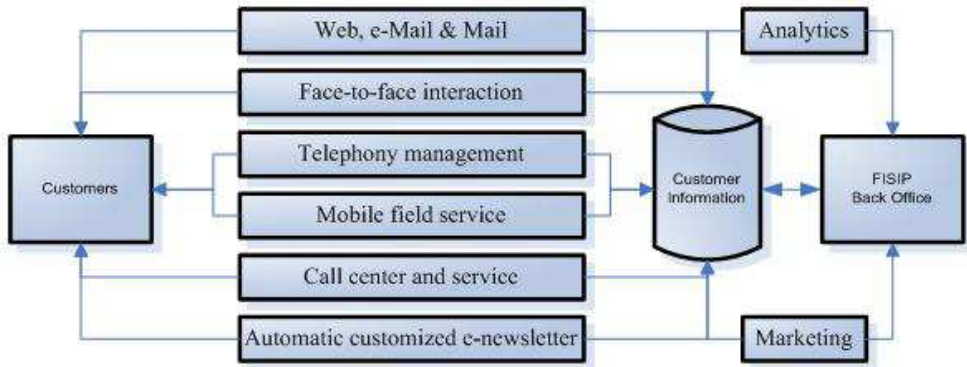 Web, e-Mail & Mail
Analytics
Face-to-face interaction
Telephony management
Customers
Customer
Information
FISIP
Back Office
Mobile field service
Call center and service
Automatic customized e-newsletter
Marketing